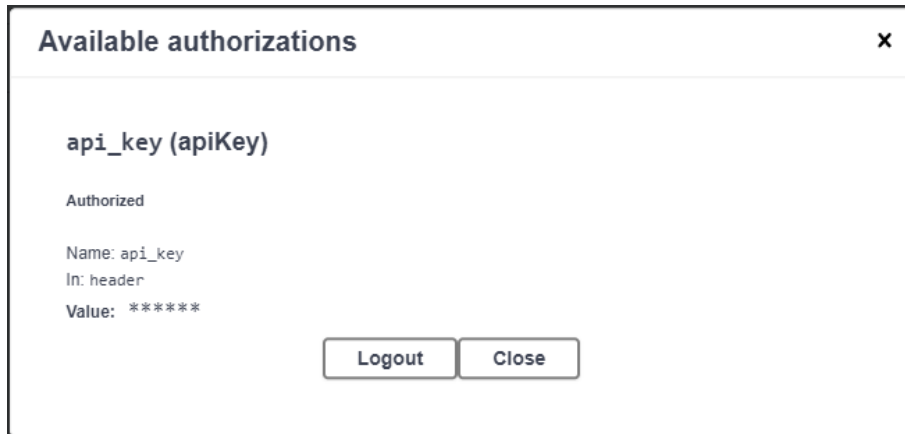 Available authorizations
×
api_key (apiKey)
Authorized
Name: api_key
In: header
Value: ******
Logout Close